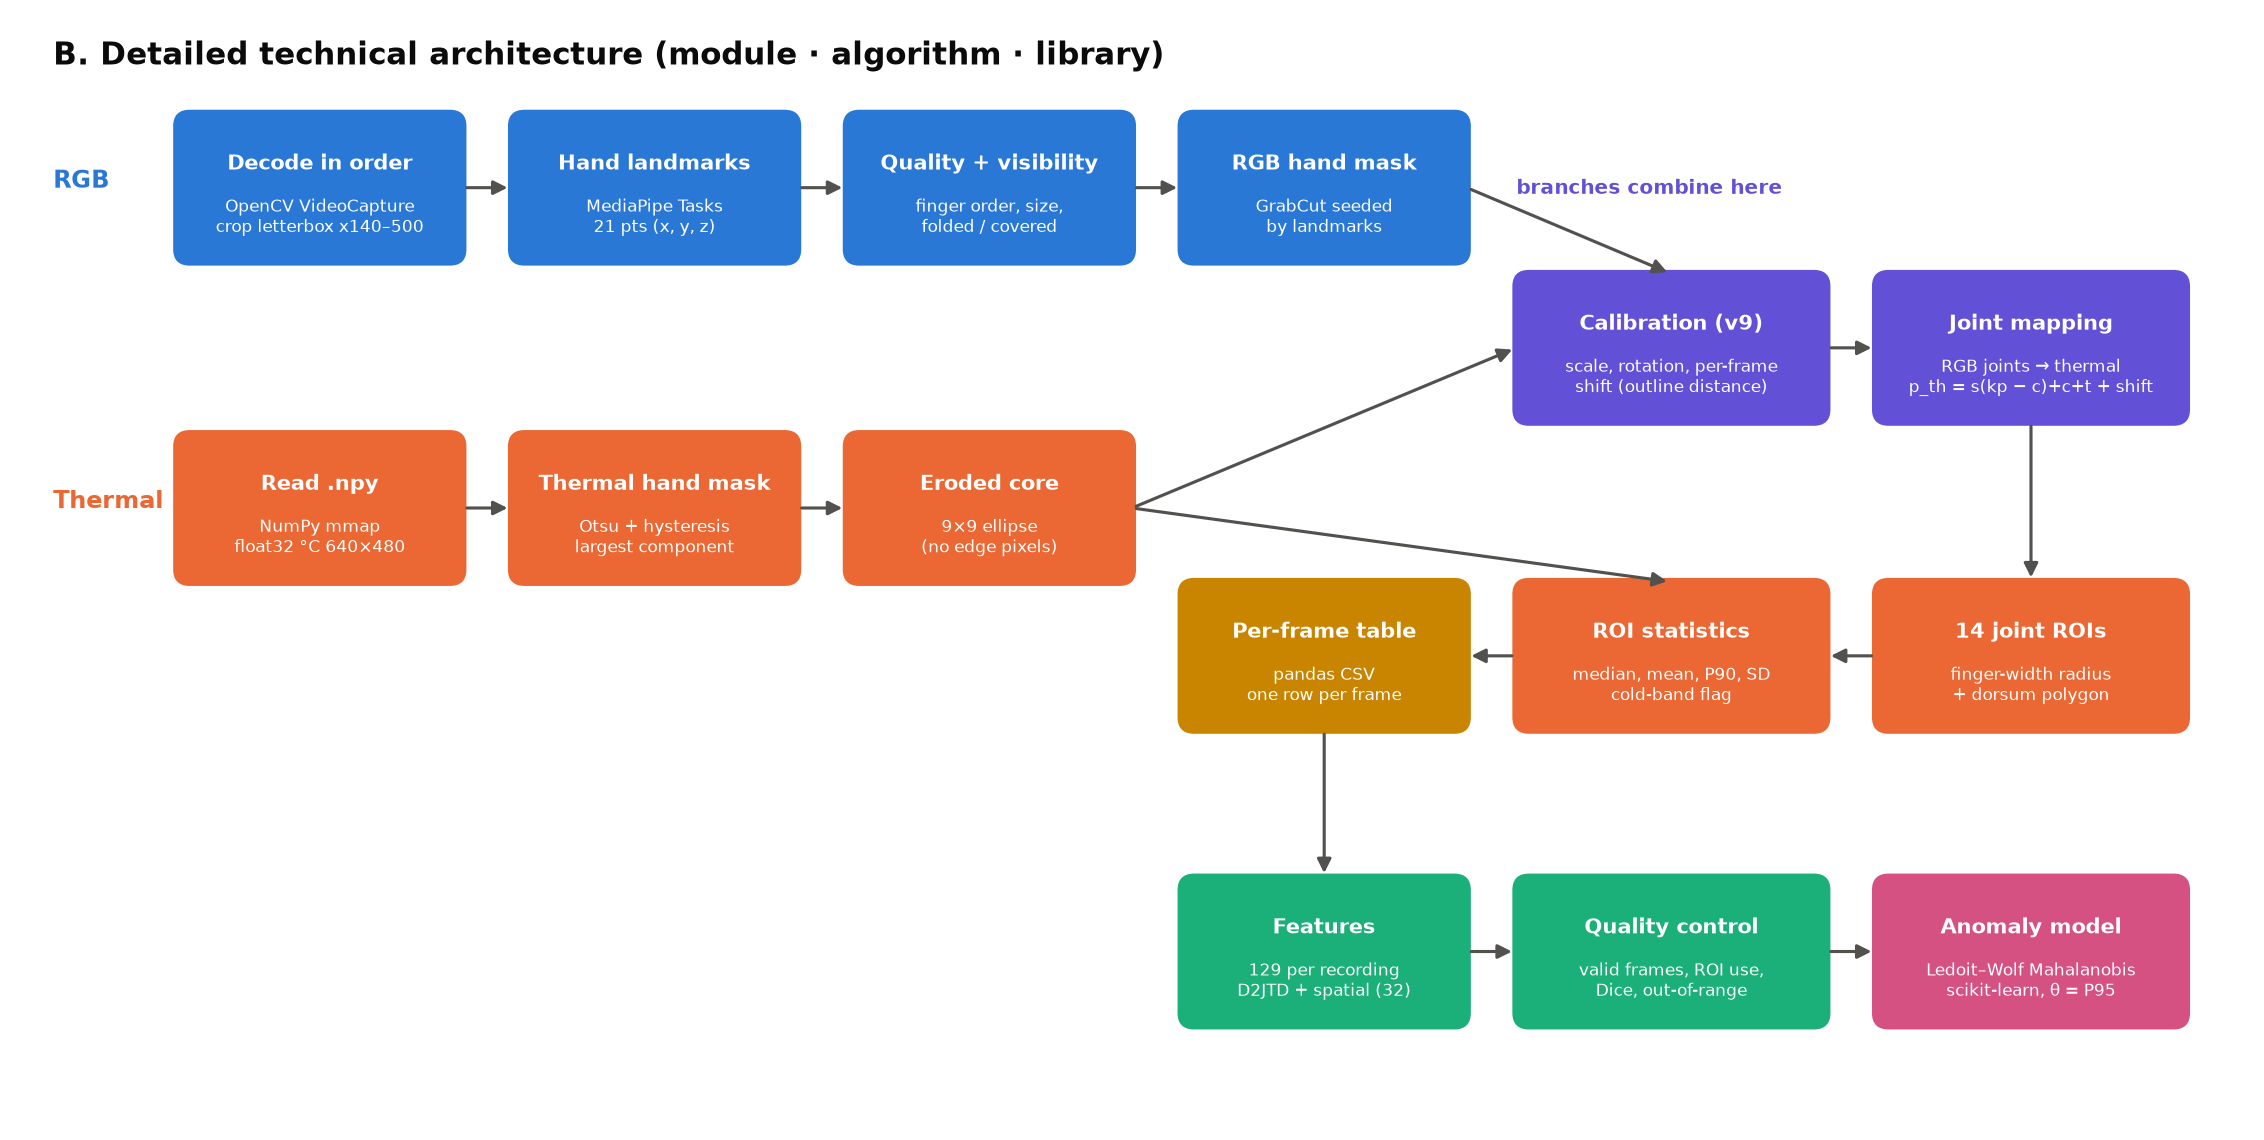 B. Detailed technical architecture (module · algorithm · library)
RGB
Decode in order
OpenCV VideoCapture
crop letterbox x140–500
Hand landmarks
MediaPipe Tasks
21 pts (x, y, z)
Quality + visibility
finger order, size,
folded / covered
RGB hand mask
GrabCut seeded
by landmarks
branches combine here
Calibration (v9)
scale, rotation, per-frame
shift (outline distance)
Joint mapping
RGB joints → thermal
p_th = s(kp − c)+c+t + shift
Thermal
Read .npy
NumPy mmap
float32 °C 640×480
Thermal hand mask
Otsu + hysteresis
largest component
Eroded core
9×9 ellipse
(no edge pixels)
Per-frame table
pandas CSV
one row per frame
ROI statistics
median, mean, P90, SD
cold-band flag
14 joint ROIs
finger-width radius
+ dorsum polygon
Features
129 per recording
D2JTD + spatial (32)
Quality control
valid frames, ROI use,
Dice, out-of-range
Anomaly model
Ledoit–Wolf Mahalanobis
scikit-learn, θ = P95